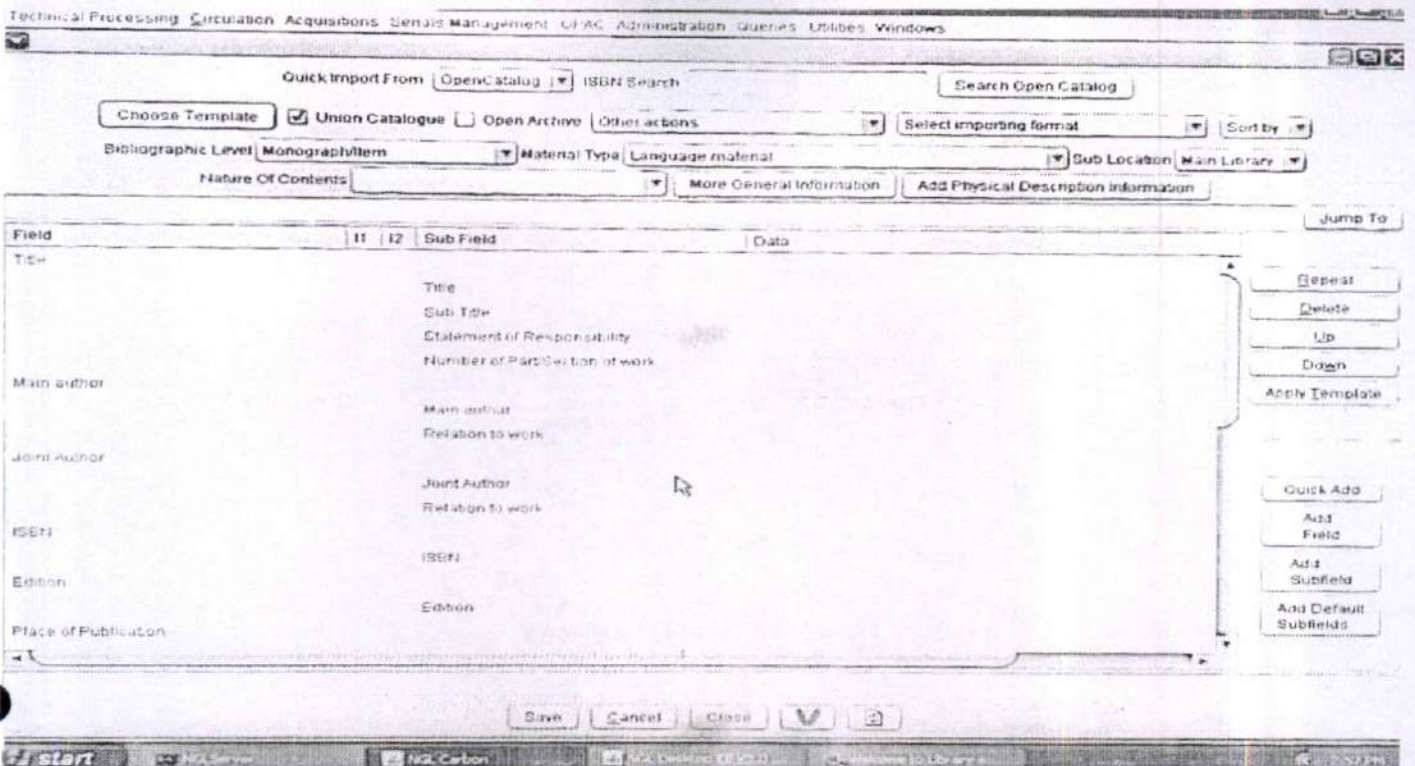 Technical Processing Circulation Acquisitions Serials Management OPAC Administration Queries Utilities Windows
Quick Import From OpenCatalog ISBN Search Search Open Catalog
Choose Template Union Catalogue Open Archive Other actions Select importing format Sort by
Bibliographic Level Monograph/Item Material Type Language material Sub Location Main Library
Nature Of Contents More General Information Add Physical Description Information
Jump To
Field I1 I2 Sub Field Data
Title
Title
Sub Title
Statement of Responsibility
Number of Part/Section of work
Main author
Main author
Relation to work
Joint Author
Joint Author
Relation to work
ISBN
ISBN
Edition
Edition
Place of Publication
Repeat
Delete
Up
Down
Apply Template
Quick Add
Add
Field
Add
Subfield
Add Default
Subfields
Save Cancel Close
start NGLServer NGL Carbon NGL Desktop 2:57 PM